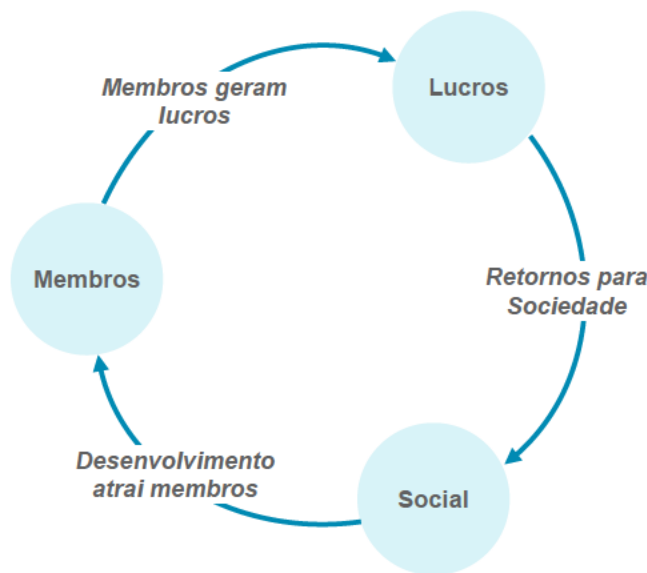 Membros geram
lucros
Lucros
Retornos para
Sociedade
Social
Desenvolvimento
atrai membros
Membros